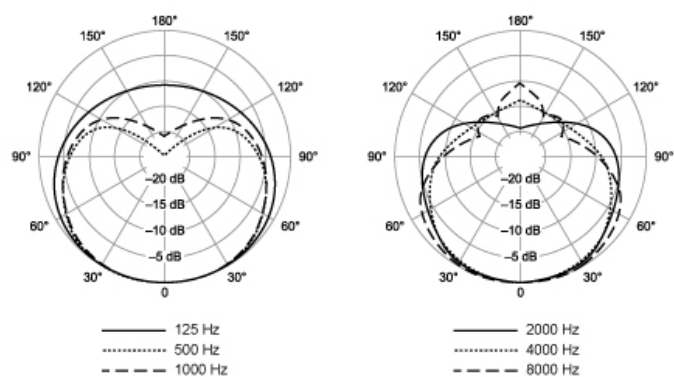 180°
150° 150°
120° 120°
90° 90°
60° 60°
30° 30°
0
–20 dB
–15 dB
–10 dB
–5 dB
125 Hz
500 Hz
1000 Hz
180°
150° 150°
120° 120°
90° 90°
60° 60°
30° 30°
0
–20 dB
–15 dB
–10 dB
–5 dB
2000 Hz
4000 Hz
8000 Hz